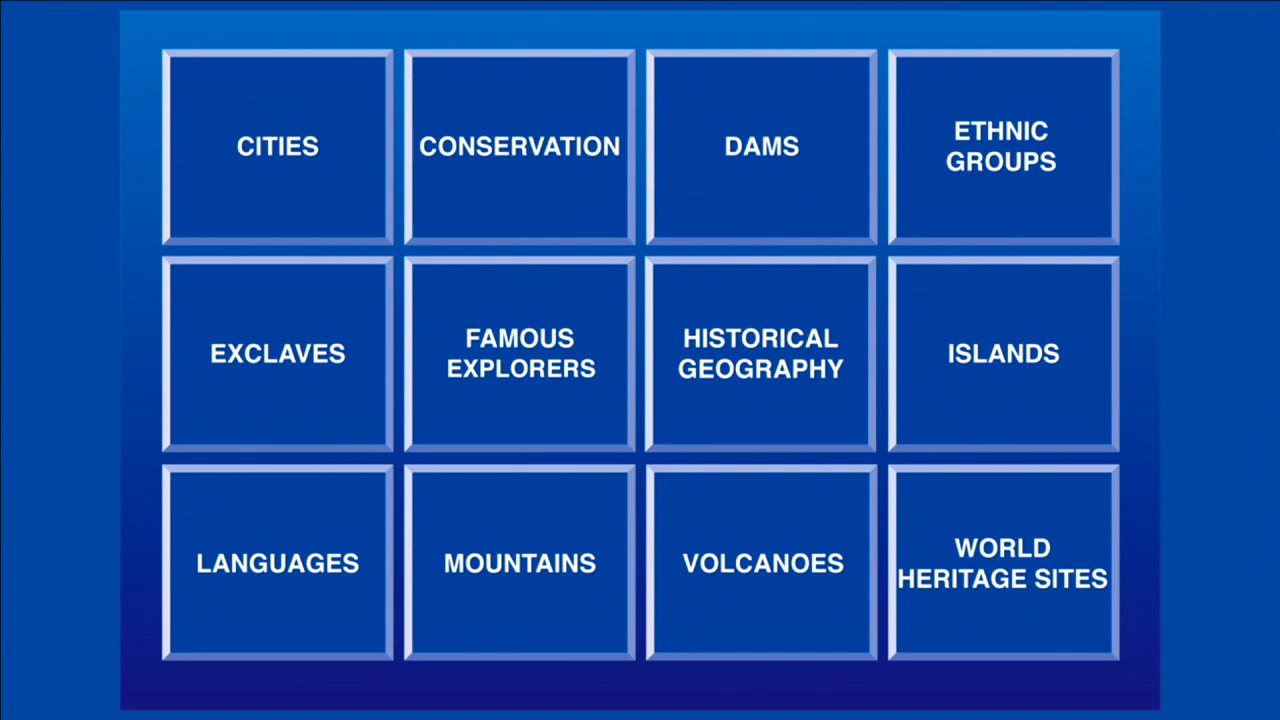 CITIES
CONSERVATION
DAMS
ETHNIC
GROUPS
EXCLAVES
FAMOUS
EXPLORERS
HISTORICAL
GEOGRAPHY
ISLANDS
LANGUAGES
MOUNTAINS
VOLCANOES
WORLD
HERITAGE SITES